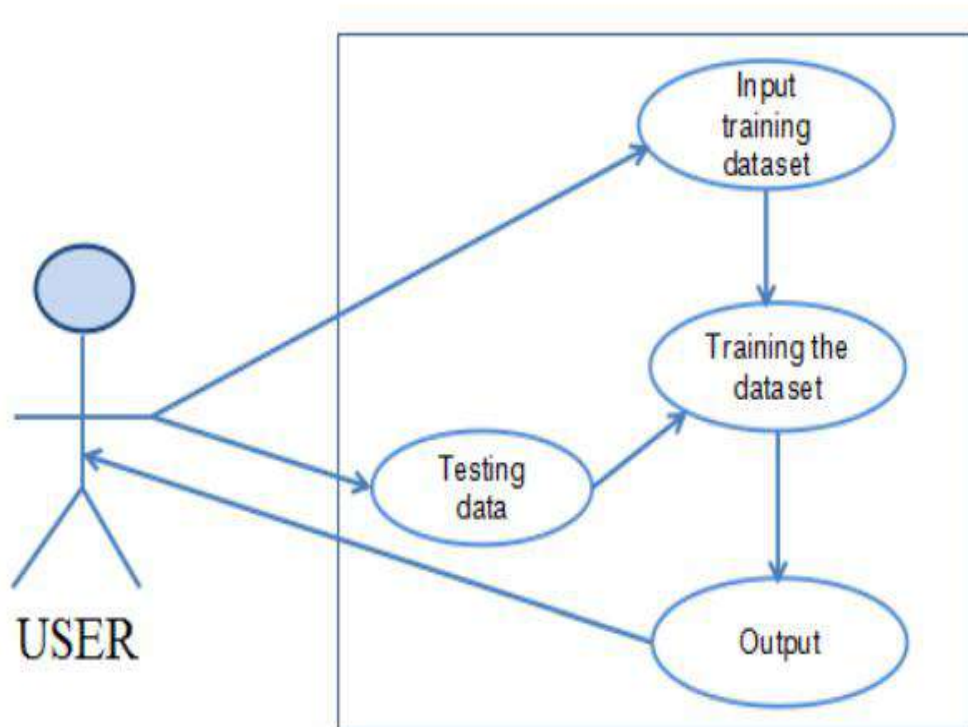 Input
training
dataset
Training the
dataset
Testing
data
Output
USER